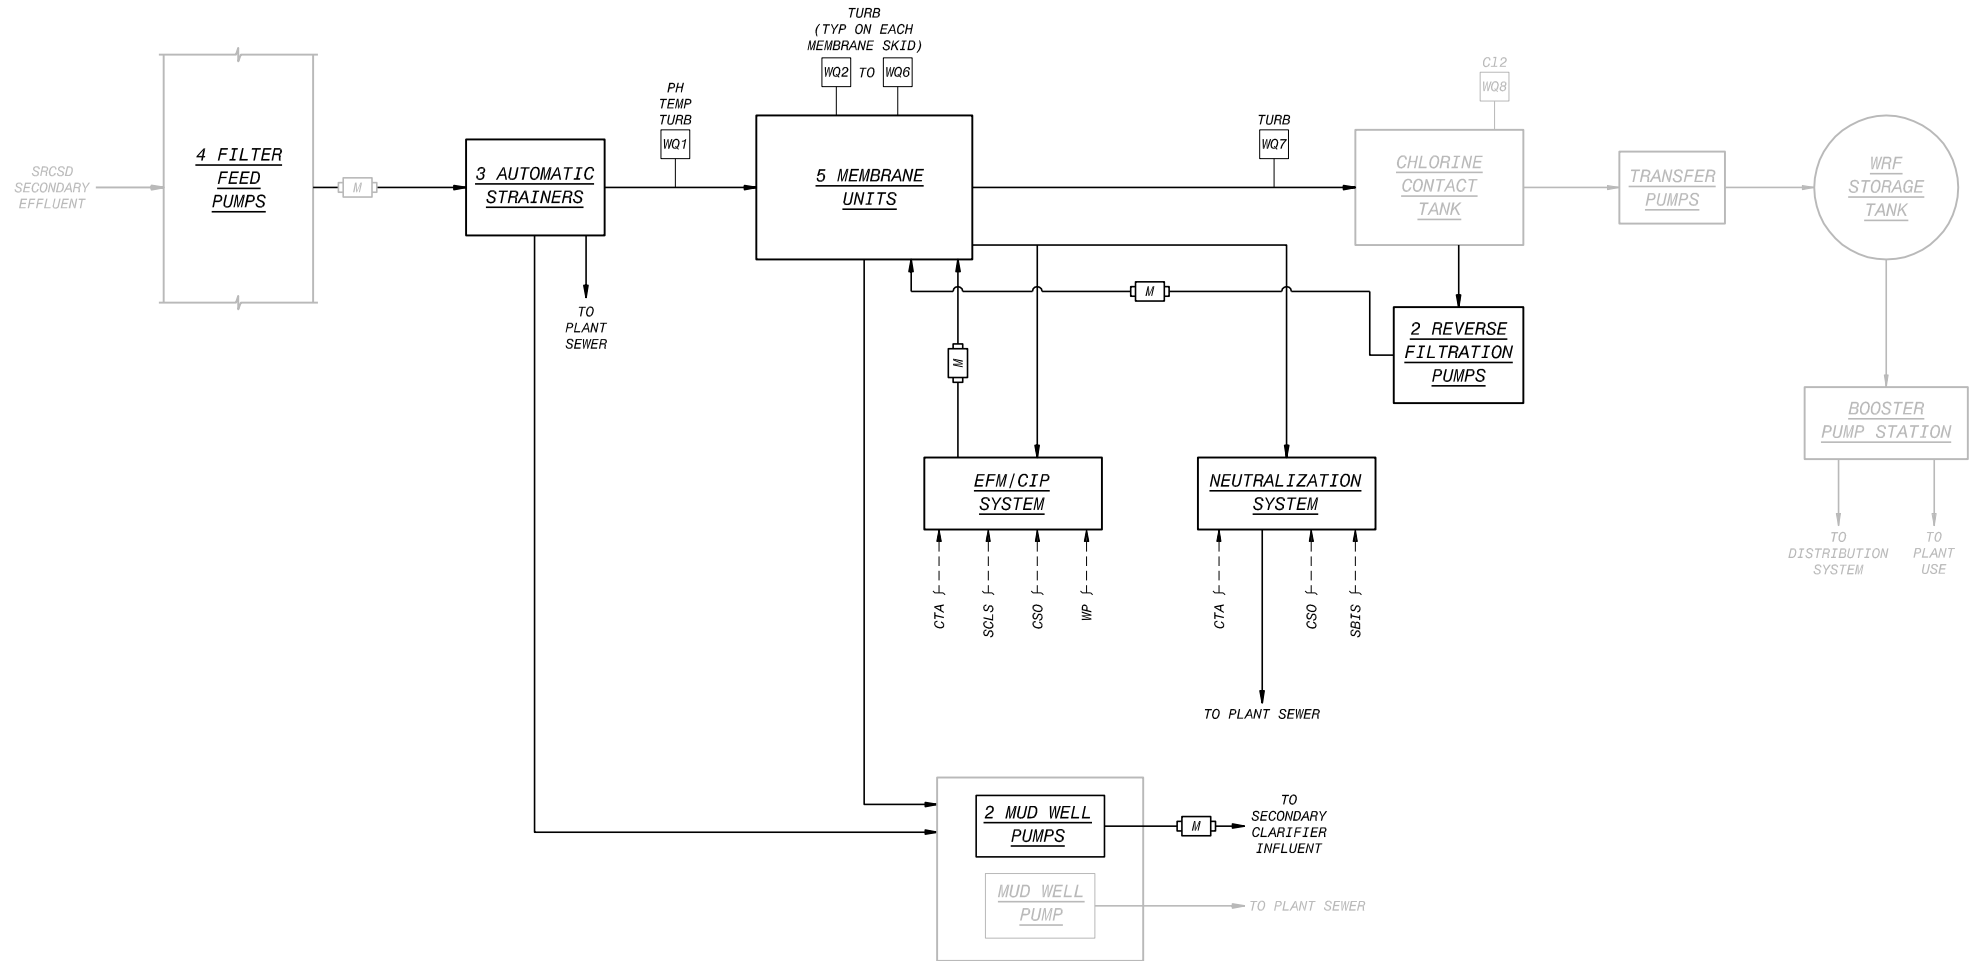 TURB
(TYP ON EACH
MEMBRANE SKID)
WQ2 TO WQ6
PH
TEMP
TURB
WQ1
TURB
WQ7
Cl2
WQ8
SRCSD
SECONDARY
EFFLUENT
4 FILTER
FEED
PUMPS
M
3 AUTOMATIC
STRAINERS
5 MEMBRANE
UNITS
CHLORINE
CONTACT
TANK
TRANSFER
PUMPS
WRF
STORAGE
TANK
TO
PLANT
SEWER
M
M
2 REVERSE
FILTRATION
PUMPS
BOOSTER
PUMP STATION
EFM/CIP
SYSTEM
NEUTRALIZATION
SYSTEM
TO
DISTRIBUTION
SYSTEM
TO
PLANT
USE
CTA
SCLS
CSO
WP
CTA
CSO
SBIS
TO PLANT SEWER
2 MUD WELL
PUMPS
M
TO
SECONDARY
CLARIFIER
INFLUENT
MUD WELL
PUMP
TO PLANT SEWER